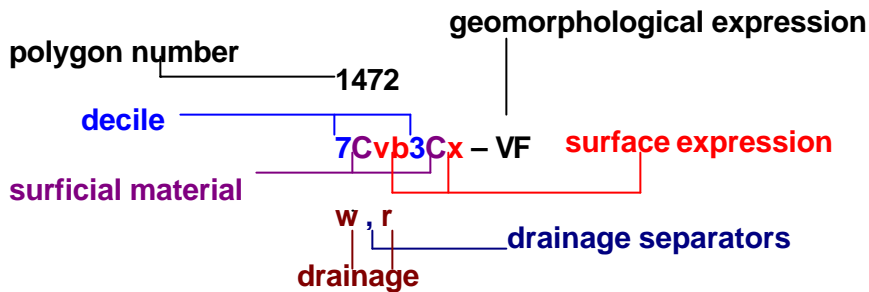 geomorphological expression
polygon number
1472
decile
7Cvb3Cx – VF
surface expression
surficial material
w , r
drainage separators
drainage